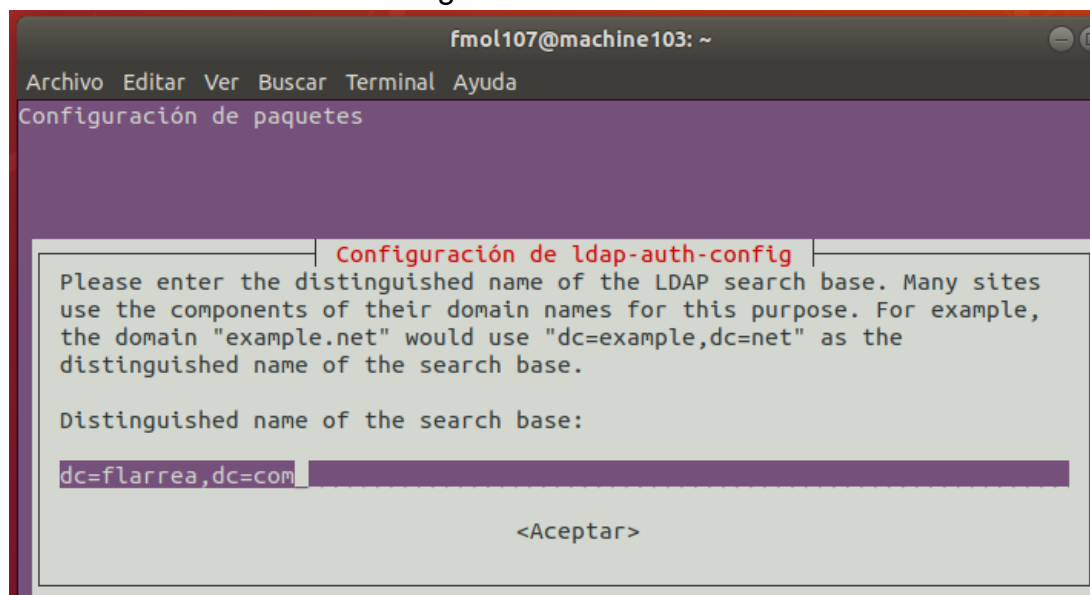 fmol107@machine103: ~
Archivo Editar Ver Buscar Terminal Ayuda
Configuración de paquetes
Configuración de ldap-auth-config
Please enter the distinguished name of the LDAP search base. Many sites
use the components of their domain names for this purpose. For example,
the domain "example.net" would use "dc=example,dc=net" as the
distinguished name of the search base.
Distinguished name of the search base:
dc=flarrea,dc=com
<Aceptar>